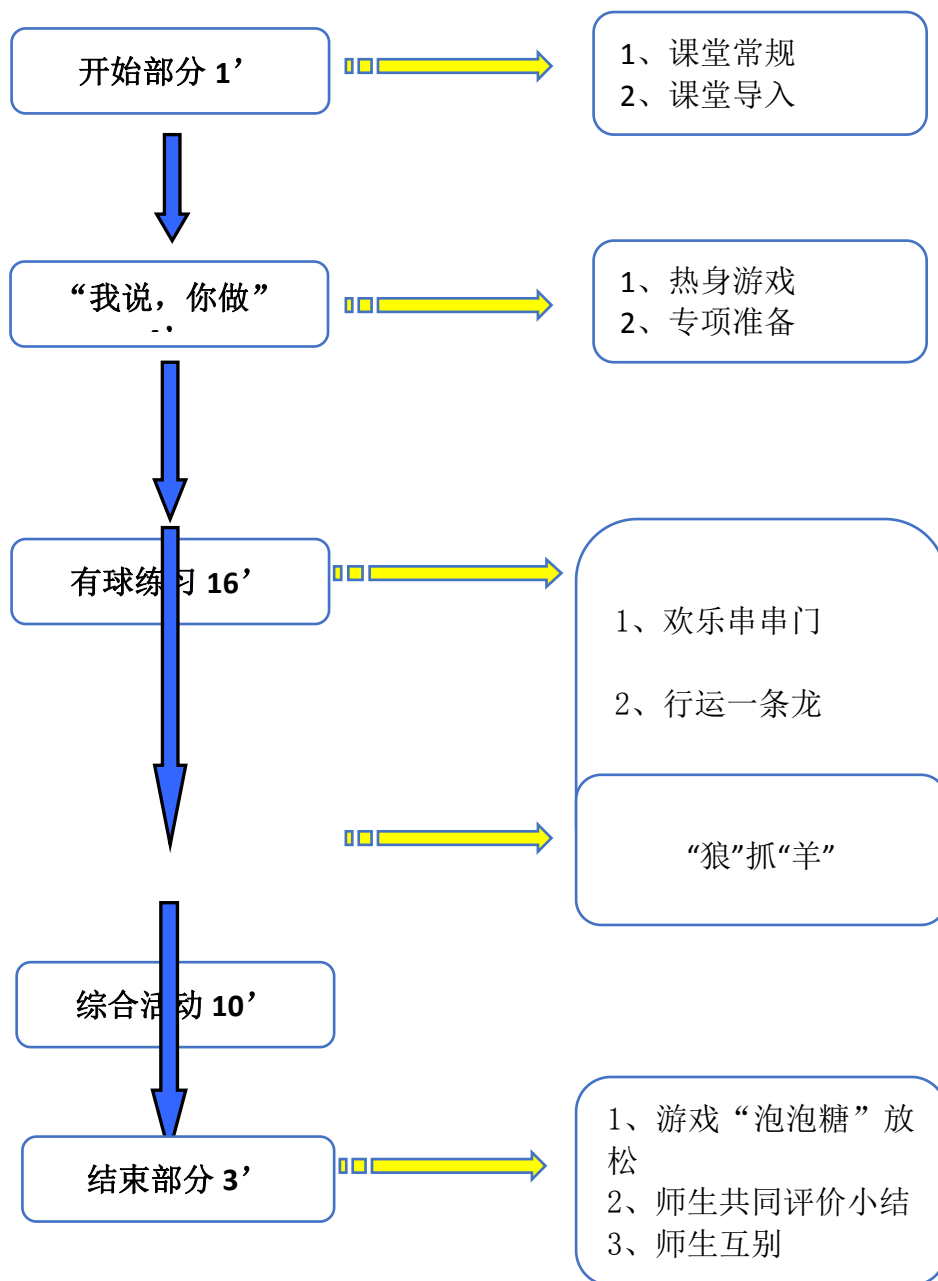 开始部分 1’
1、课堂常规
2、课堂导入
“我说，你做”
1、热身游戏
2、专项准备
有球练习 16’
1、欢乐串串门
2、行运一条龙
“狼”抓“羊”
综合活动 10’
结束部分 3’
1、游戏“泡泡糖”放
松
2、师生共同评价小结
3、师生互别